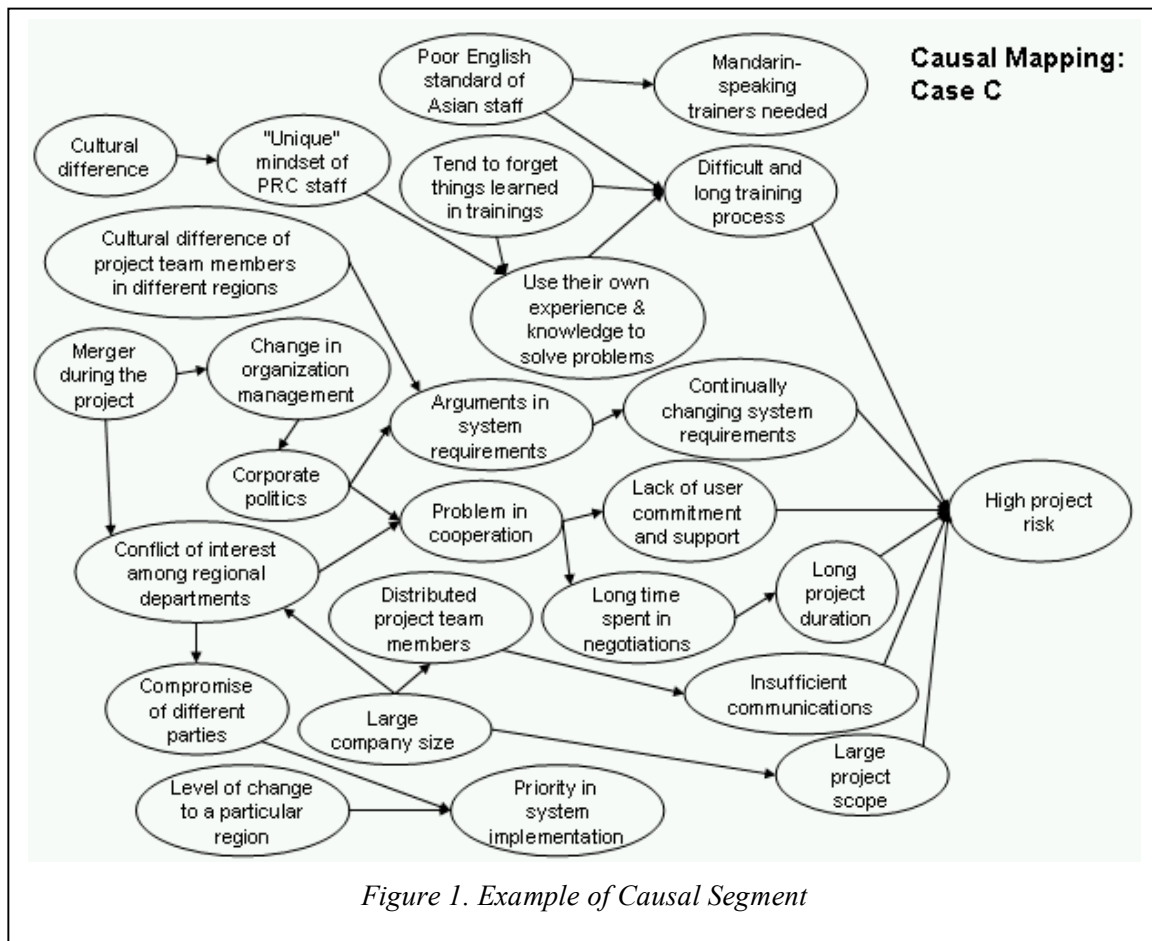 Causal Mapping:
Case C
Poor English
standard of
Asian staff
Mandarin-
speaking
trainers needed
Cultural
difference
"Unique"
mindset of
PRC staff
Tend to forget
things learned
in trainings
Difficult and
long training
process
Cultural difference of
project team members
in different regions
Use their own
experience &
knowledge to
solve problems
Merger
during the
project
Change in
organization
management
Arguments in
system
requirements
Continually
changing system
requirements
Corporate
politics
Problem in
cooperation
Lack of user
commitment
and support
High project
risk
Conflict of interest
among regional
departments
Distributed
project team
members
Long time
spent in
negotiations
Long
project
duration
Compromise
of different
parties
Large
company size
Insufficient
communications
Large
project
scope
Level of change
to a particular
region
Priority in
system
implementation
Figure 1. Example of Causal Segment